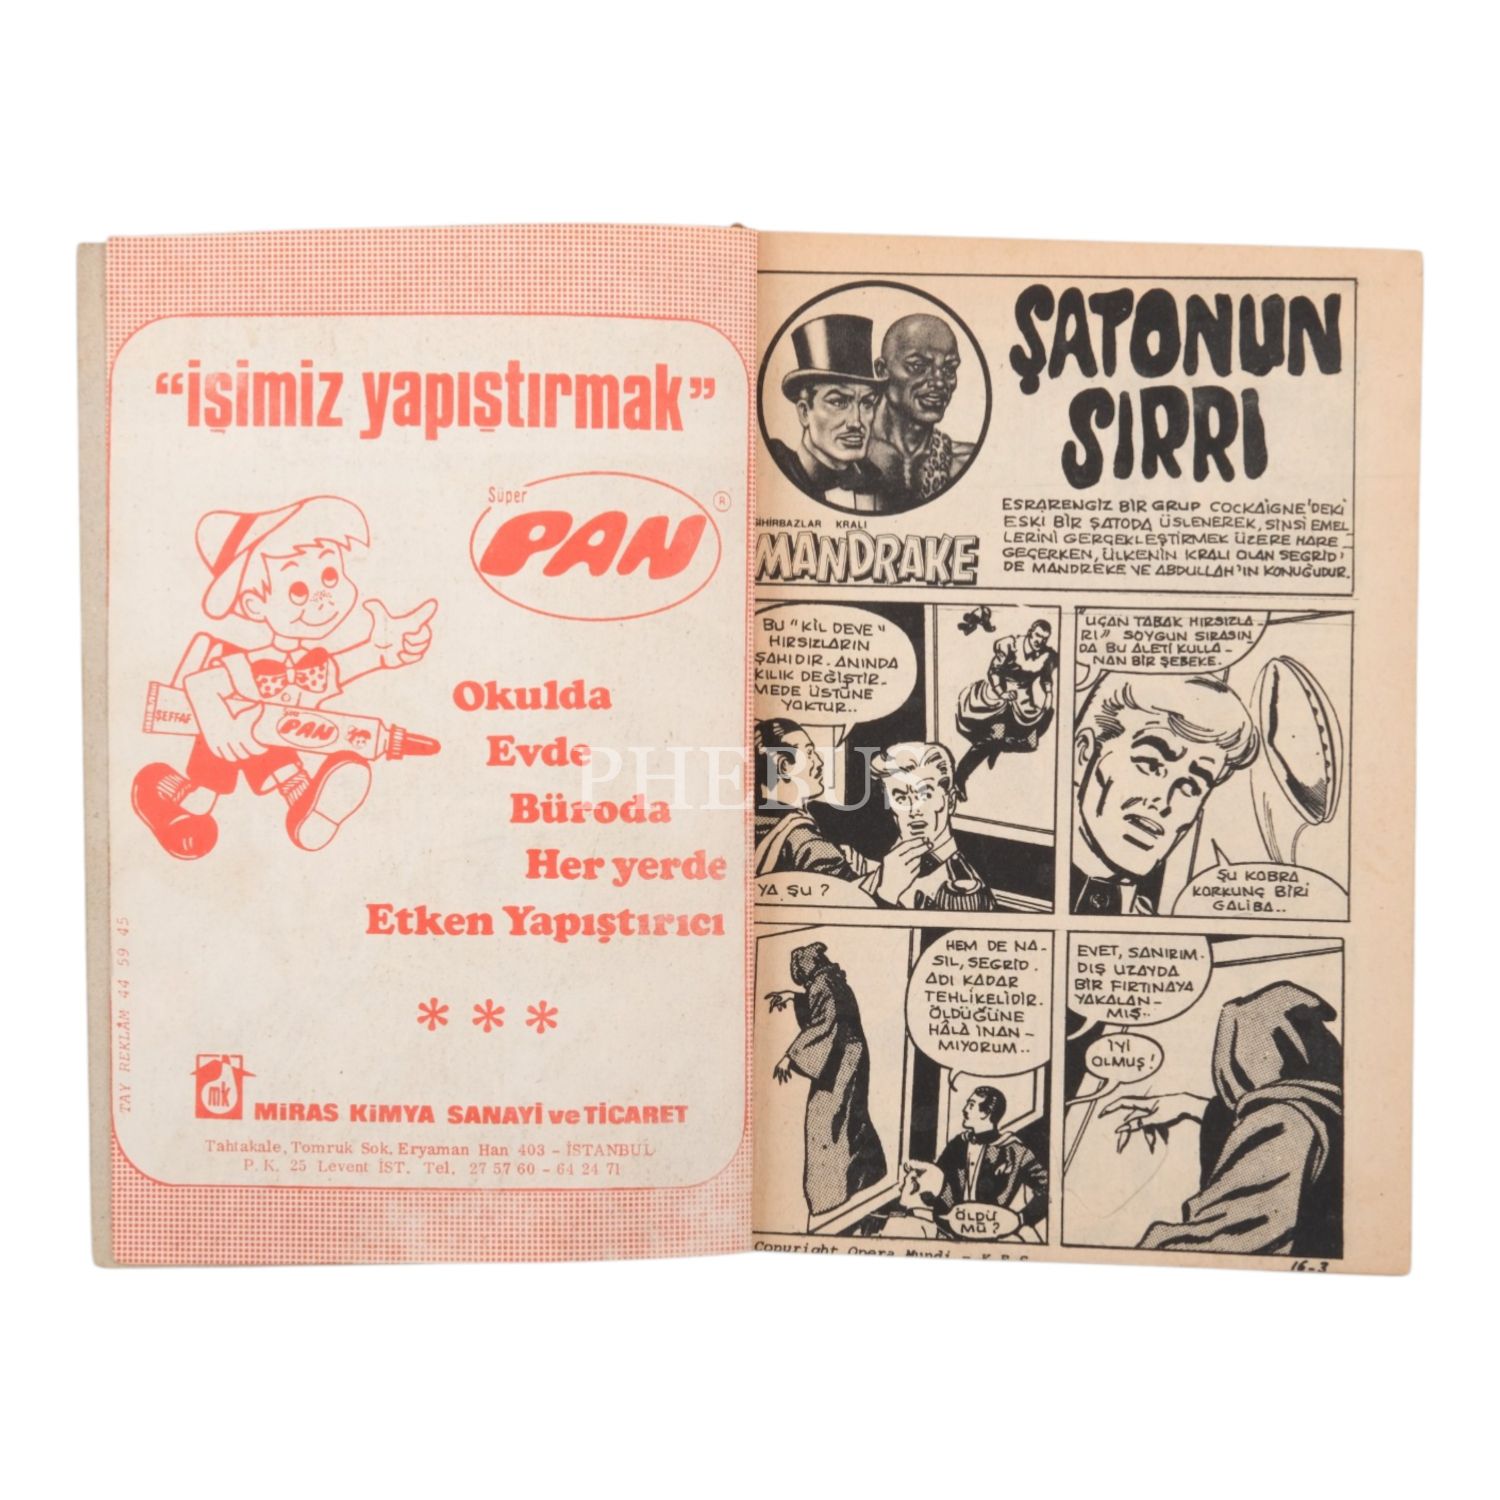 “işimiz yapıştırmak”
Süper
PAN
®
ŞEFFAF
PAN
Okulda
Evde
Büroda
Her yerde
Etken Yapıştırıcı
* * *
TAY REKLÂM 44 59 45
mk
MİRAS KİMYA SANAYİ ve TİCARET
Tahtakale, Tomruk Sok. Eryaman Han 403 - İSTANBUL
P. K. 25 Levent İST. Tel. 27 57 60 - 64 24 71
PHEBUS
ŞATONUN
SIRRI
SİHİRBAZLAR KRALI
MANDRAKE
ESRARENGİZ BİR GRUP COCKAIGNE'DEKİ
ESKİ BİR ŞATODA ÜSLENEREK, SİNSİ EMEL
LERİNİ GERÇEKLEŞTİRMEK ÜZERE HARE-
GEÇERKEN, ÜLKENİN KRALI OLAN SEGRID'
DE MANDREKE VE ABDULLAH'IN KONUĞUDUR.
BU "KİL DEVE"
HIRSIZLARIN
ŞAHIDIR. ANINDA
KILIK DEĞİŞTİR-
MEDE ÜSTÜNE
YOKTUR..
YA ŞU?
"UÇAN TABAK HIRSIZLA-
RI" SOYGUN SIRASIN
DA BU ALETİ KULLA-
NAN BİR ŞEBEKE.
ŞU KOBRA
KORKUNÇ BİRİ
GALİBA..
HEM DE NA-
SIL, SEGRID.
ADI KADAR
TEHLİKELİDİR.
ÖLDÜĞÜNE
HÂLÂ İNAN-
MIYORUM..
ÖLDÜ
MÜ?
EVET, SANIRIM.
DIŞ UZAYDA
BİR FIRTINAYA
YAKALAN-
MIŞ..
İYİ
OLMUŞ!
Copyright Opera Mundi - K.F.S.
16-3